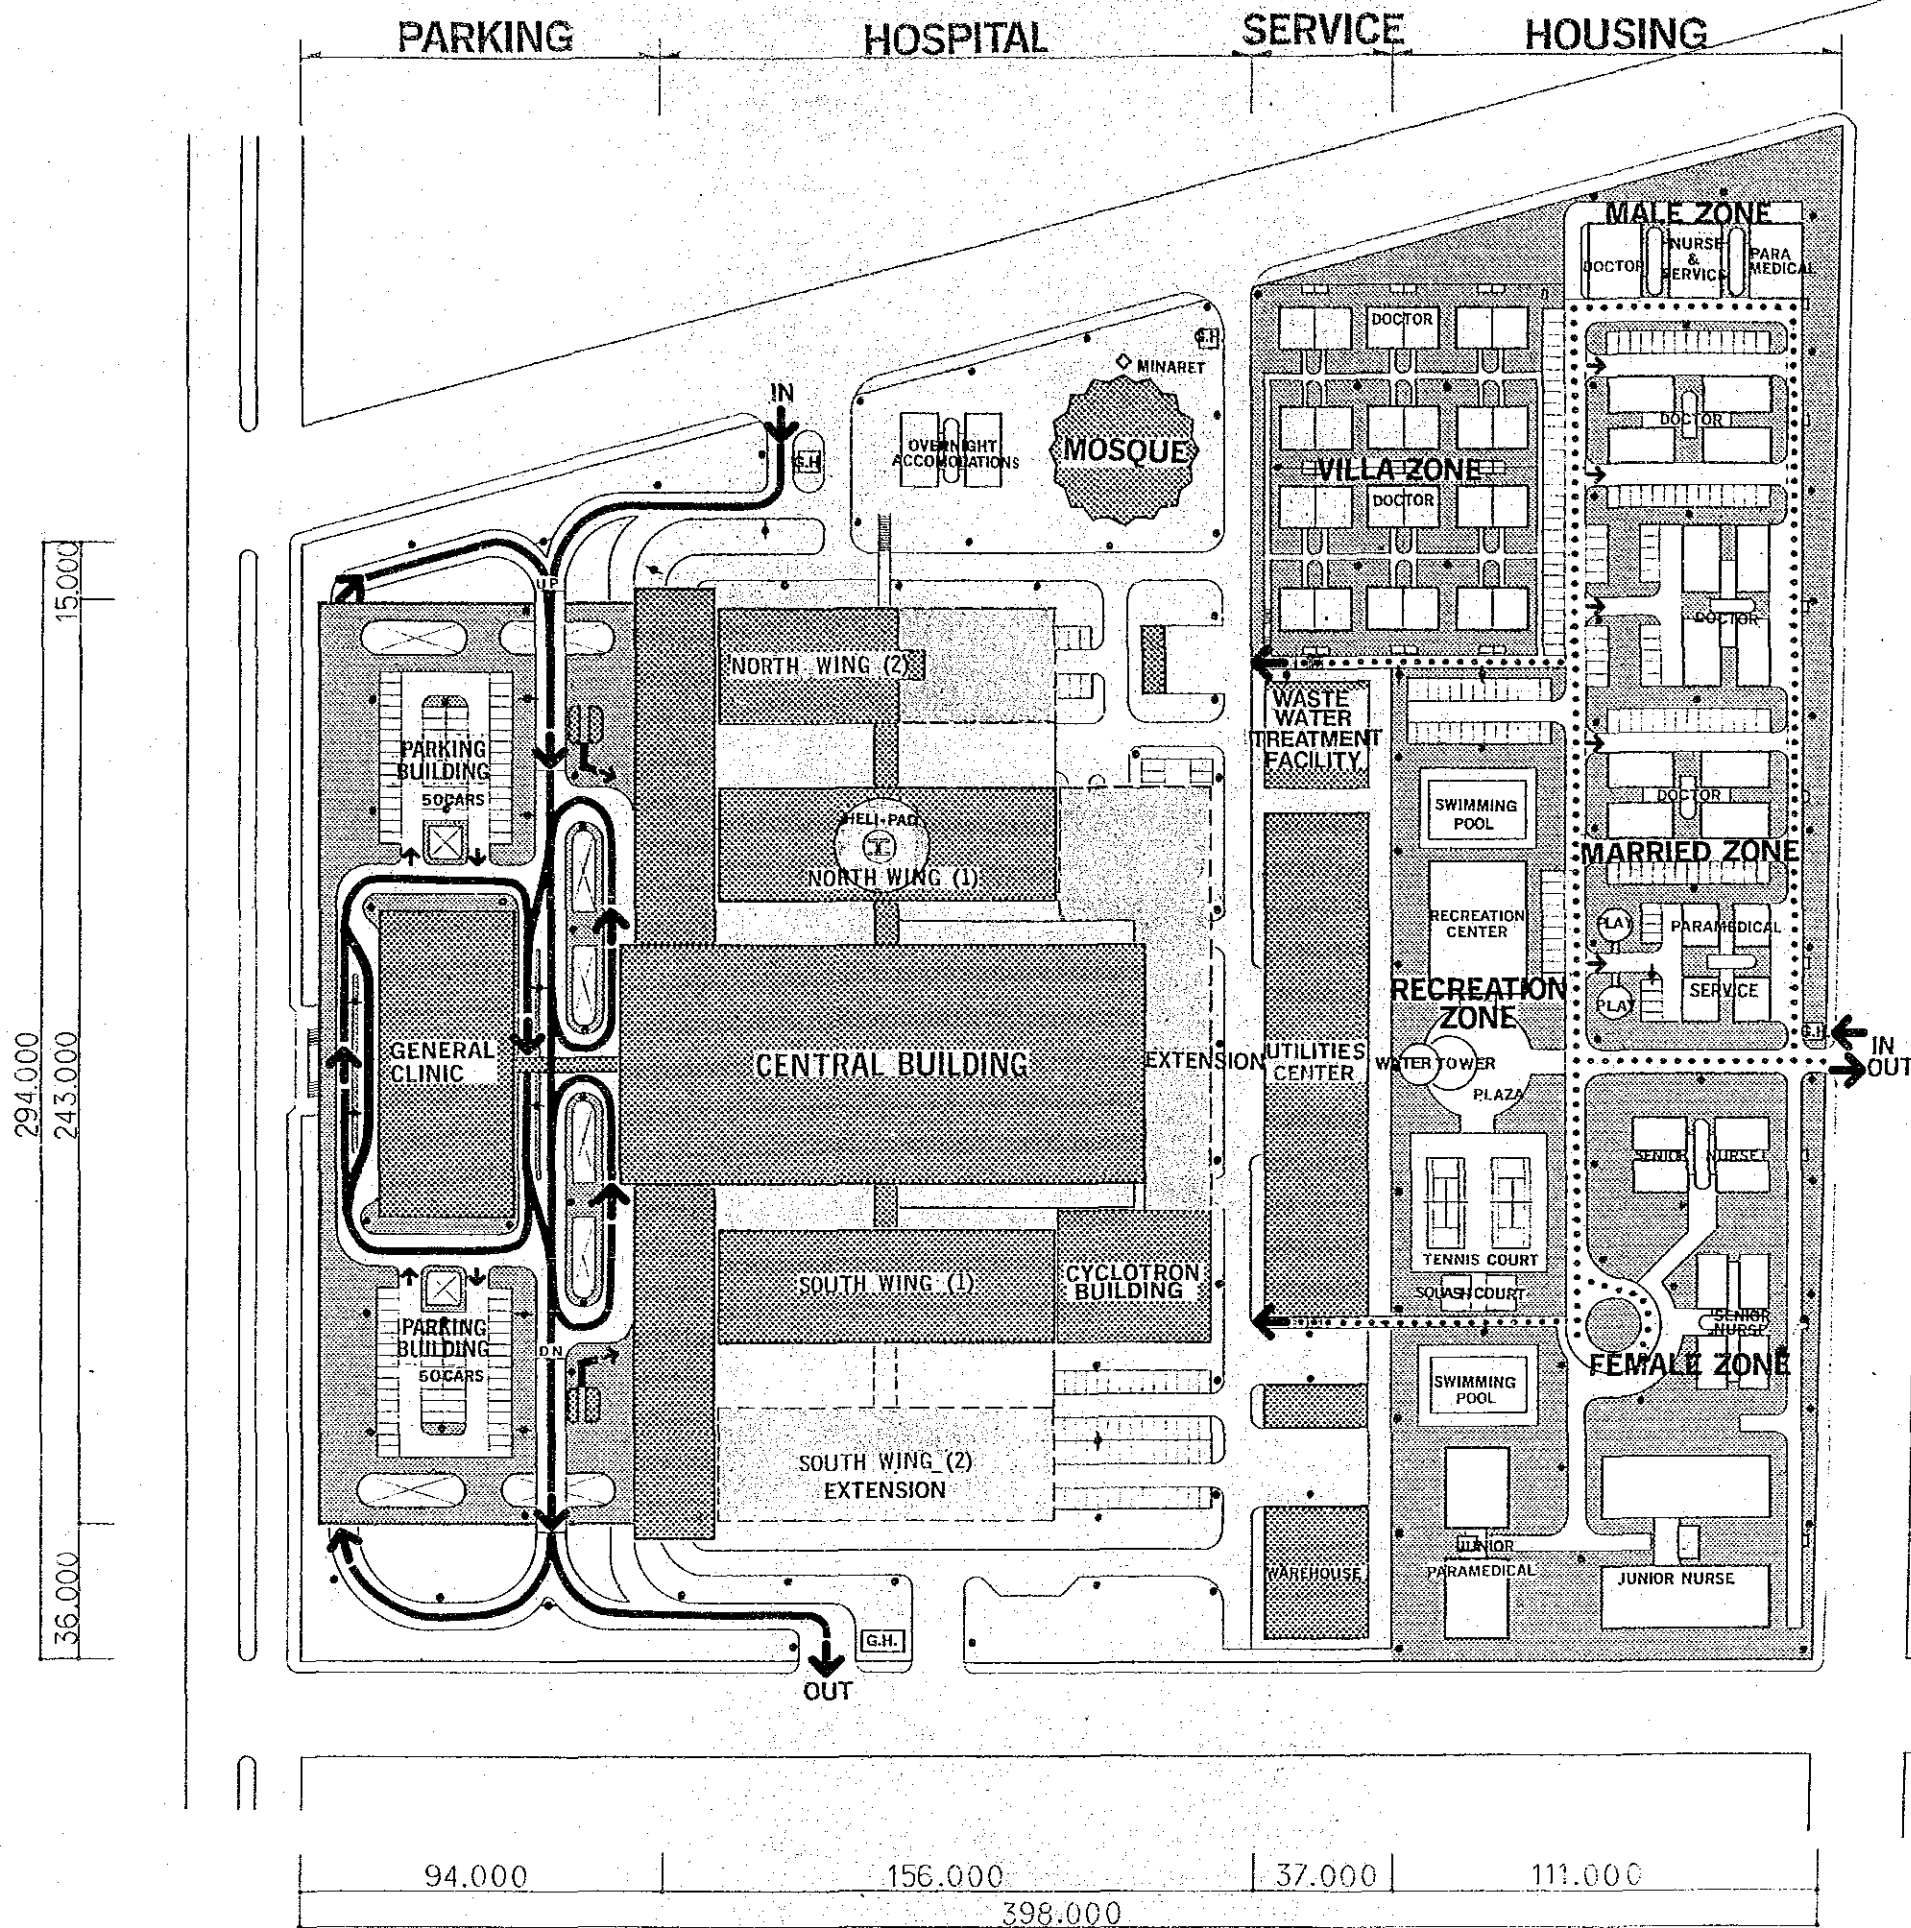 PARKING
HOSPITAL
SERVICE
HOUSING
MALE ZONE
DOCTOR
NURSE
&
SERVICE
PARA
MEDICAL
DOCTOR
G.H
MINARET
IN
G.H
OVERNIGHT
ACCOMODATIONS
MOSQUE
VILLA ZONE
DOCTOR
DOCTOR
DOCTOR
UP
15.000
NORTH WING (2)
WASTE
WATER
TREATMENT
FACILITY
PARKING
BUILDING
50CARS
SWIMMING
POOL
DOCTOR
HELI-PAD
NORTH WING (1)
MARRIED ZONE
RECREATION
CENTER
PLAY
PARAMEDICAL
RECREATION
ZONE
PLAY
SERVICE
G.H.
IN
OUT
294.000
243.000
GENERAL
CLINIC
CENTRAL BUILDING
EXTENSION
UTILITIES
CENTER
WATER TOWER
PLAZA
SENIOR NURSE
TENNIS COURT
SOUTH WING (1)
CYCLOTRON
BUILDING
SQUASH COURT
SENIOR
NURSE
PARKING
BUILDING
50CARS
DN
FEMALE ZONE
SWIMMING
POOL
SOUTH WING (2)
EXTENSION
JUNIOR
PARAMEDICAL
WAREHOUSE
JUNIOR NURSE
36.000
G.H.
OUT
94.000
156.000
37.000
111.000
398.000